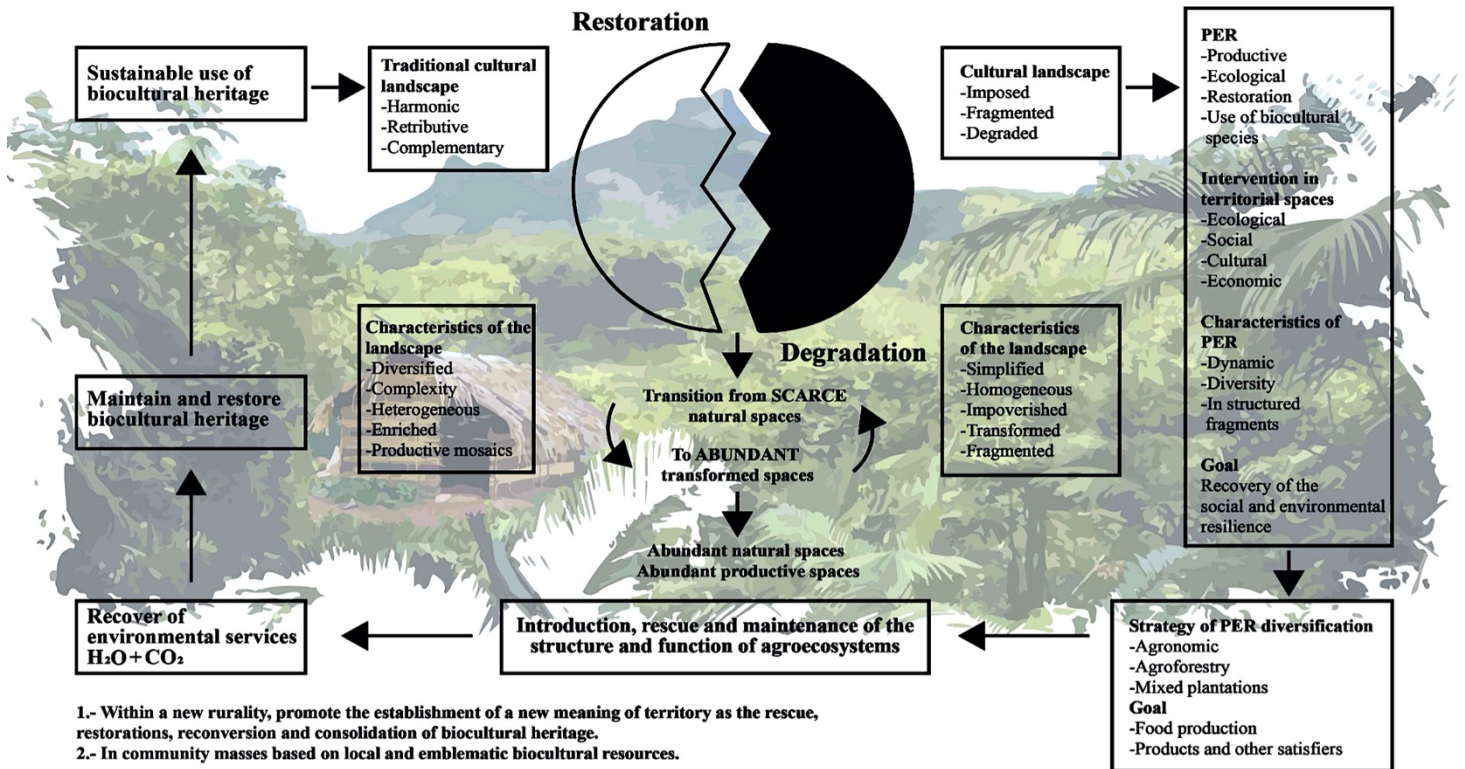 Restoration
Sustainable use of
biocultural heritage
Traditional cultural
landscape
-Harmonic
-Retributive
-Complementary
Cultural landscape
-Imposed
-Fragmented
-Degraded
PER
-Productive
-Ecological
-Restoration
-Use of biocultural
species
Intervention in
territorial spaces
-Ecological
-Social
-Cultural
-Economic
Characteristics of
PER
-Dynamic
-Diversity
-In structured
fragments
Goal
Recovery of the
social and environmental
resilience
Characteristics of the
landscape
-Diversified
-Complexity
-Heterogeneous
-Enriched
-Productive mosaics
Degradation
Characteristics
of the landscape
-Simplified
-Homogeneous
-Impoverished
-Transformed
-Fragmented
Maintain and restore
biocultural heritage
Transition from SCARCE
natural spaces
To ABUNDANT
transformed spaces
Abundant natural spaces
Abundant productive spaces
Recover of
environmental services
H₂O + CO₂
Introduction, rescue and maintenance of the
structure and function of agroecosystems
Strategy of PER diversification
-Agronomic
-Agroforestry
-Mixed plantations
Goal
-Food production
-Products and other satisfiers
1.- Within a new rurality, promote the establishment of a new meaning of territory as the rescue,
restorations, reconversion and consolidation of biocultural heritage.
2.- In community masses based on local and emblematic biocultural resources.